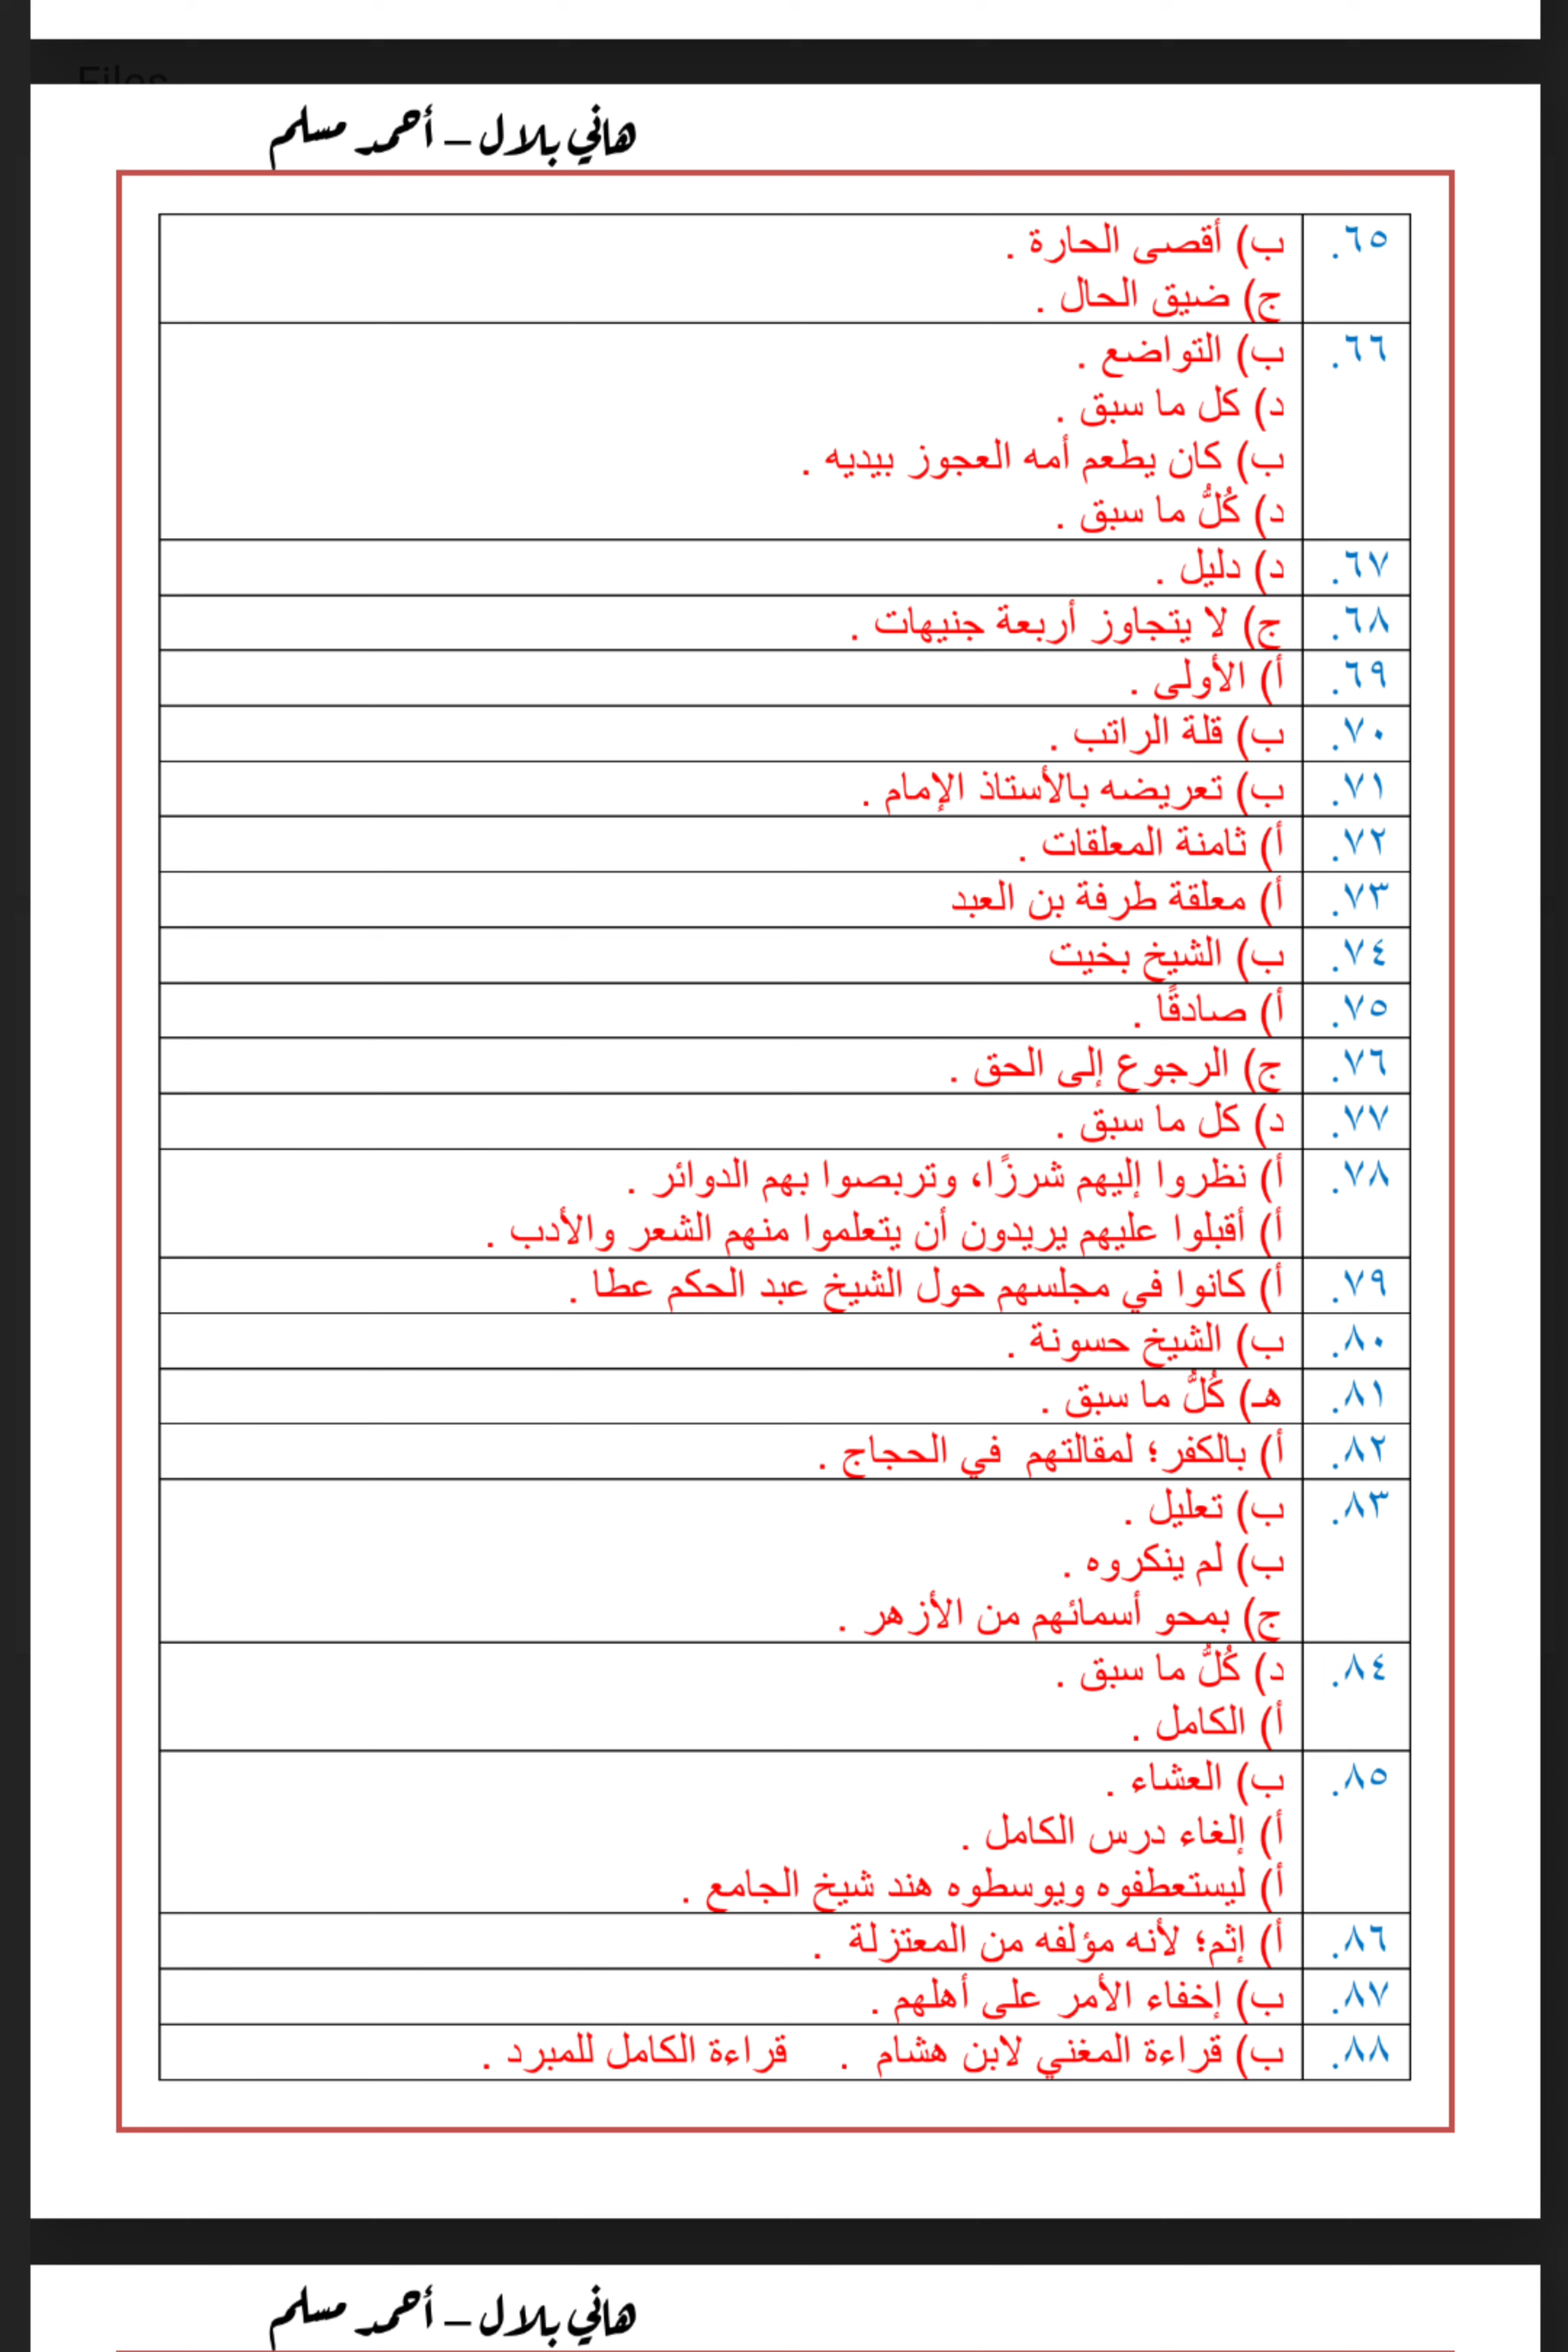 Files
هاني بلال – أحمد مسلم
٦٥. ب) أقصى الحارة .
ج) ضيق الحال .
٦٦. ب) التواضع .
د) كل ما سبق .
ب) كان يطعم أمه العجوز بيديه .
د) كُلُّ ما سبق .
٦٧. د) دليل .
٦٨. ج) لا يتجاوز أربعة جنيهات .
٦٩. أ) الأولى .
٧٠. ب) قلة الراتب .
٧١. ب) تعريضه بالأستاذ الإمام .
٧٢. أ) ثامنة المعلقات .
٧٣. أ) معلقة طرفة بن العبد
٧٤. ب) الشيخ بخيت
٧٥. أ) صادقًا .
٧٦. ج) الرجوع إلى الحق .
٧٧. د) كل ما سبق .
٧٨. أ) نظروا إليهم شررًا، وتربصوا بهم الدوائر .
أ) أقبلوا عليهم يريدون أن يتعلموا منهم الشعر والأدب .
٧٩. أ) كانوا في مجلسهم حول الشيخ عبد الحكم عطا .
٨٠. ب) الشيخ حسونة .
٨١. هـ) كُلُّ ما سبق .
٨٢. أ) بالكفر؛ لمقالتهم في الحجاج .
٨٣. ب) تعليل .
ب) لم ينكروه .
ج) بمحو أسمائهم من الأزهر .
٨٤. د) كُلُّ ما سبق .
أ) الكامل .
٨٥. ب) العشاء .
أ) إلغاء درس الكامل .
أ) ليستعطفوه ويوسطوه هند شيخ الجامع .
٨٦. أ) إثم؛ لأنه مؤلفه من المعتزلة .
٨٧. ب) إخفاء الأمر على أهلهم .
٨٨. ب) قراءة المغني لابن هشام . قراءة الكامل للمبرد .
هاني بلال – أحمد مسلم